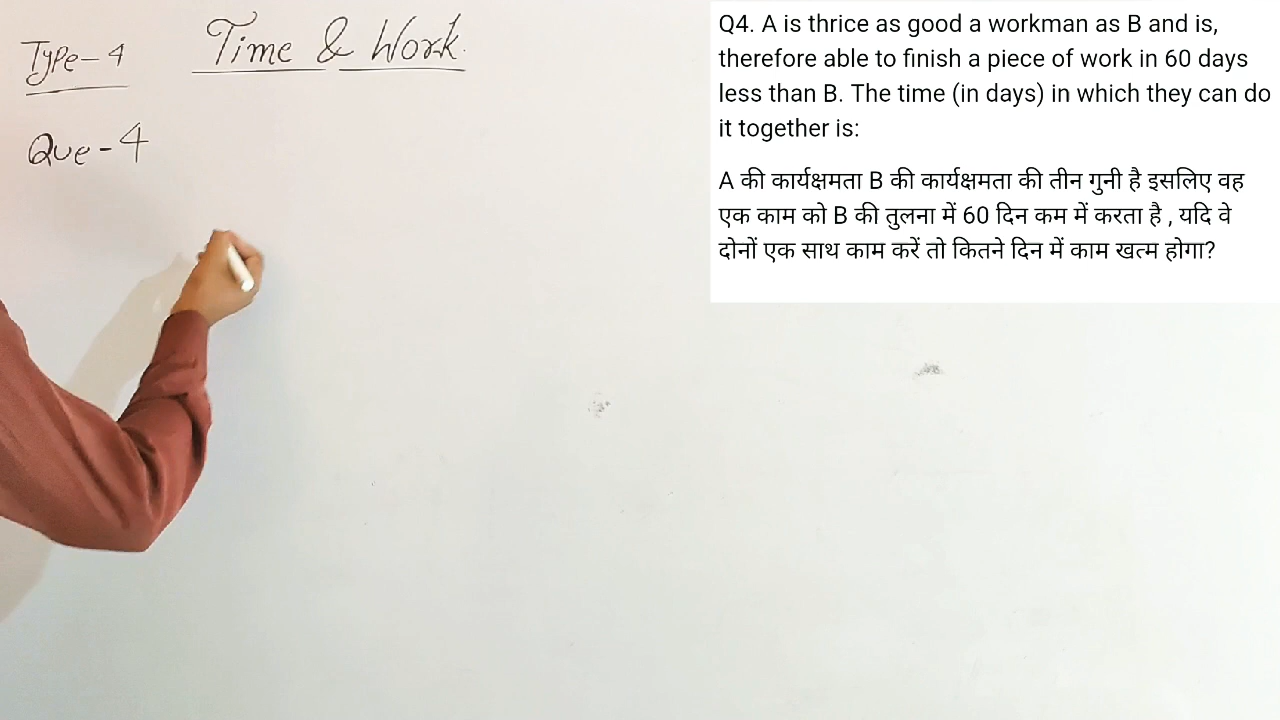 Type-4
Time & Work.
Que-4
Q4. A is thrice as good a workman as B and is,
therefore able to finish a piece of work in 60 days
less than B. The time (in days) in which they can do
it together is:
A की कार्यक्षमता B की कार्यक्षमता की तीन गुनी है इसलिए वह
एक काम को B की तुलना में 60 दिन कम में करता है , यदि वे
दोनों एक साथ काम करें तो कितने दिन में काम खत्म होगा?